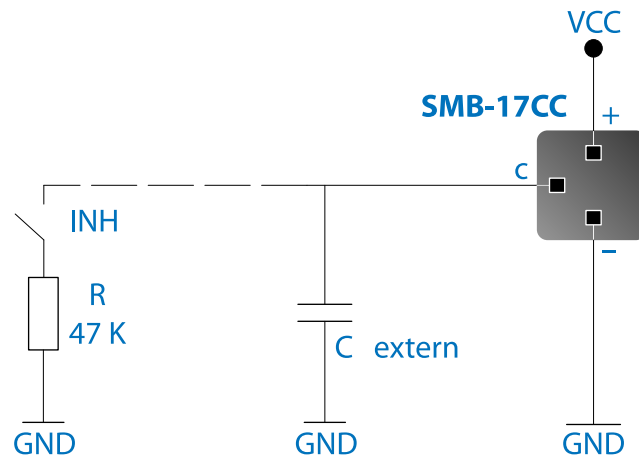 VCC
SMB-17CC
+
c
INH
–
R
47 K
C extern
GND
GND
GND